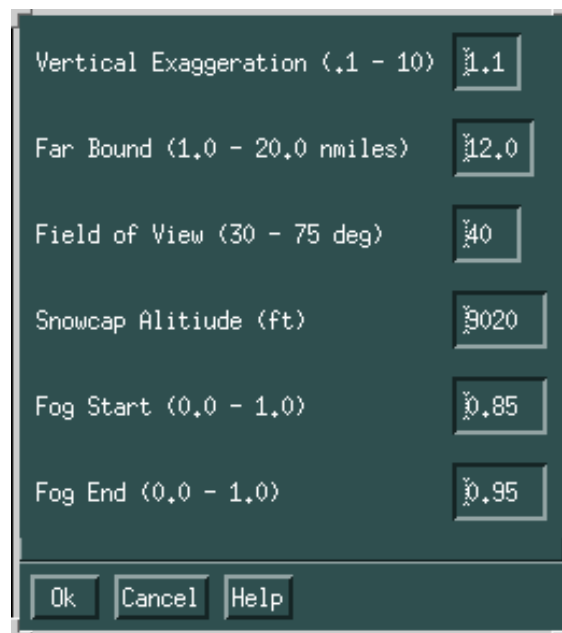 Vertical Exaggeration (.1 - 10) 1.1
Far Bound (1.0 - 20.0 nmiles) 12.0
Field of View (30 - 75 deg) 40
Snowcap Alitiude (ft) 9020
Fog Start (0.0 - 1.0) 0.85
Fog End (0.0 - 1.0) 0.95
Ok Cancel Help